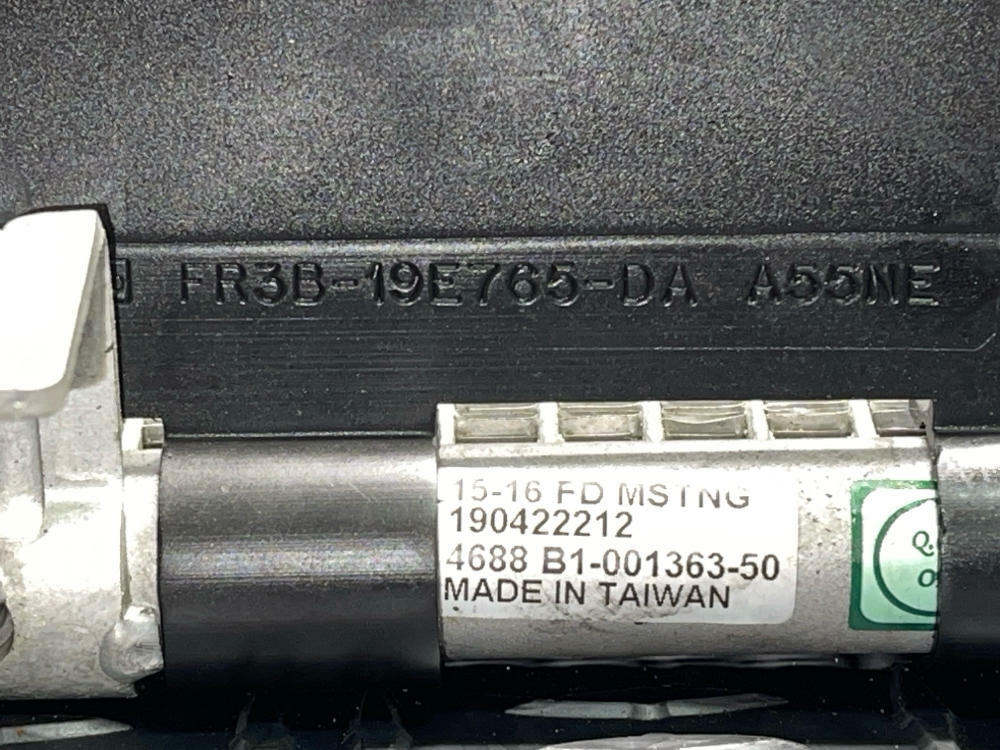 FR3B-19E765-DA A55NE
15-16 FD MSTNG
190422212
4688 B1-001363-50
MADE IN TAIWAN
Q.